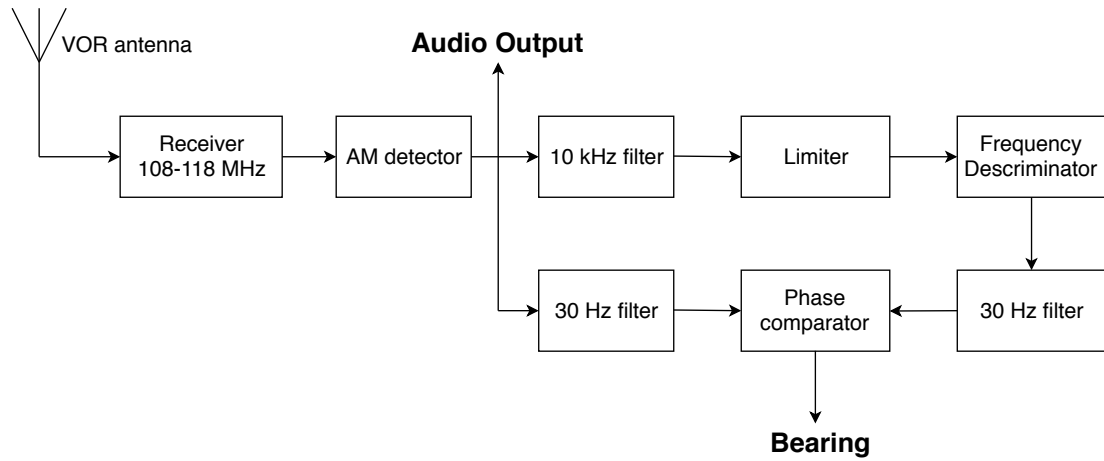 VOR antenna
Audio Output
Receiver
108-118 MHz
AM detector
10 kHz filter
Limiter
Frequency
Descriminator
30 Hz filter
Phase
comparator
30 Hz filter
Bearing